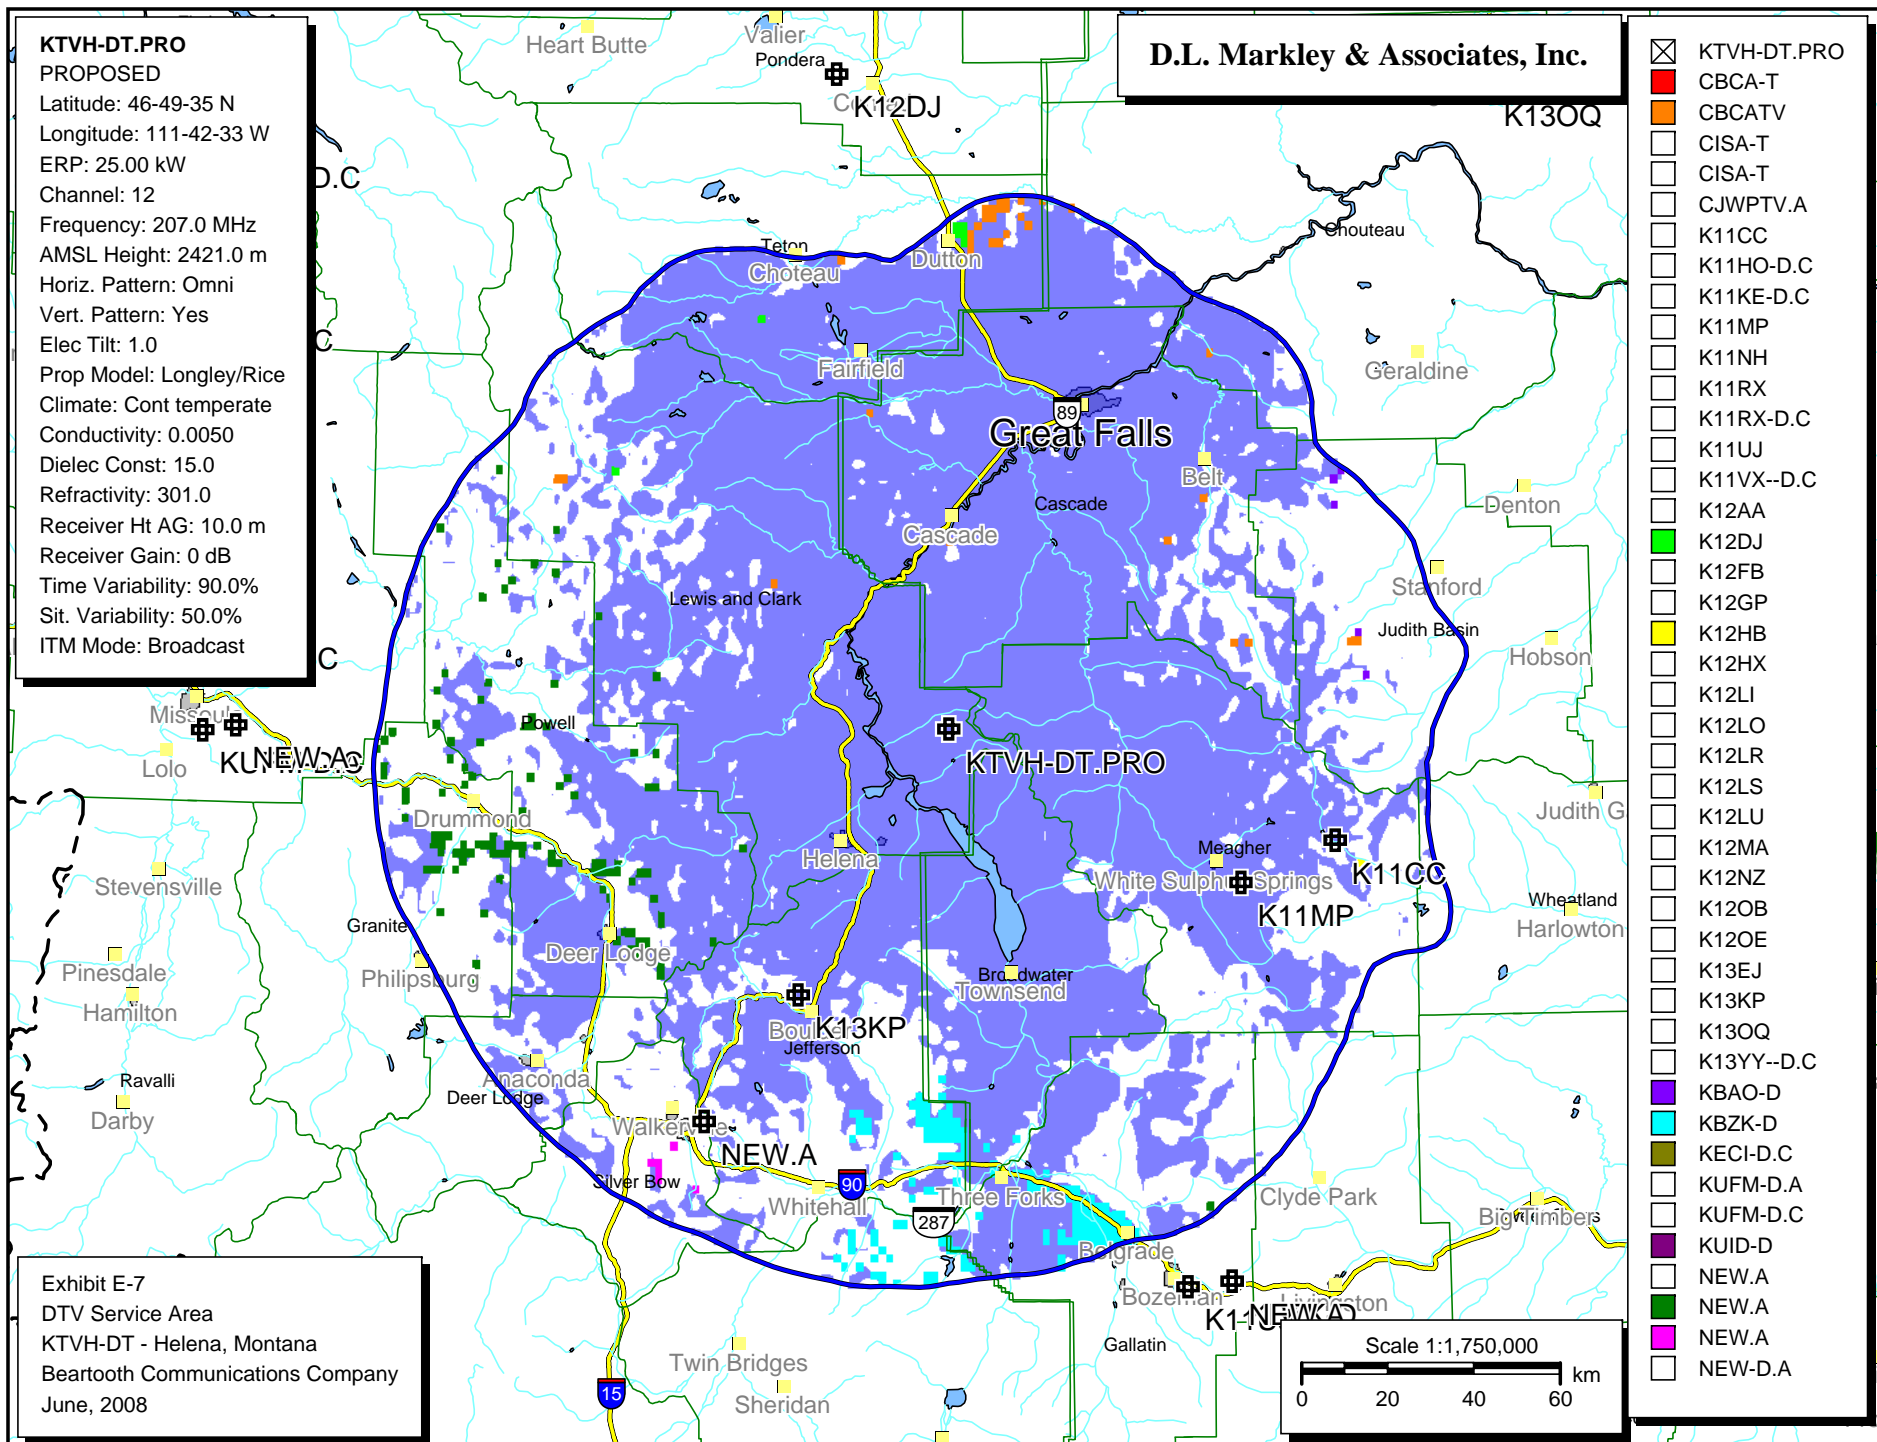 KTVH-DT.PRO
PROPOSED
Latitude: 46-49-35 N
Longitude: 111-42-33 W
ERP: 25.00 kW
Channel: 12
Frequency: 207.0 MHz
AMSL Height: 2421.0 m
Horiz. Pattern: Omni
Vert. Pattern: Yes
Elec Tilt: 1.0
Prop Model: Longley/Rice
Climate: Cont temperate
Conductivity: 0.0050
Dielec Const: 15.0
Refractivity: 301.0
Receiver Ht AG: 10.0 m
Receiver Gain: 0 dB
Time Variability: 90.0%
Sit. Variability: 50.0%
ITM Mode: Broadcast
D.L. Markley & Associates, Inc.
Heart Butte
Valier
Pondera
K12DJ
K13OQ
D.C
C
C
Teton
Choteau
Dutton
Chouteau
Fairfield
Geraldine
89
Great Falls
Belt
Denton
Cascade
Cascade
Stanford
Lewis and Clark
Judith Basin
Hobson
Powell
NEW.A
Lolo
KTVH-DT.PRO
Drummond
Judith G
Helena
Meagher
White Sulphur Springs
K11CC
Stevensville
K11MP
Wheatland
Harlowton
Granite
Deer Lodge
Pinesdale
Philipsburg
Broadwater
Townsend
Hamilton
K13KP
Jefferson
Anaconda
Ravalli
Deer Lodge
Darby
Walkerville
NEW.A
Silver Bow
90
Three Forks
Whitehall
287
Clyde Park
Big Timber
Belgrade
Bozeman
Livingston
Gallatin
Twin Bridges
Sheridan
15
Exhibit E-7
DTV Service Area
KTVH-DT - Helena, Montana
Beartooth Communications Company
June, 2008
Scale 1:1,750,000
km
0 20 40 60
KTVH-DT.PRO
CBCA-T
CBCATV
CISA-T
CISA-T
CJWPTV.A
K11CC
K11HO-D.C
K11KE-D.C
K11MP
K11NH
K11RX
K11RX-D.C
K11UJ
K11VX--D.C
K12AA
K12DJ
K12FB
K12GP
K12HB
K12HX
K12LI
K12LO
K12LR
K12LS
K12LU
K12MA
K12NZ
K12OB
K12OE
K13EJ
K13KP
K13OQ
K13YY--D.C
KBAO-D
KBZK-D
KECI-D.C
KUFM-D.A
KUFM-D.C
KUID-D
NEW.A
NEW.A
NEW.A
NEW-D.A